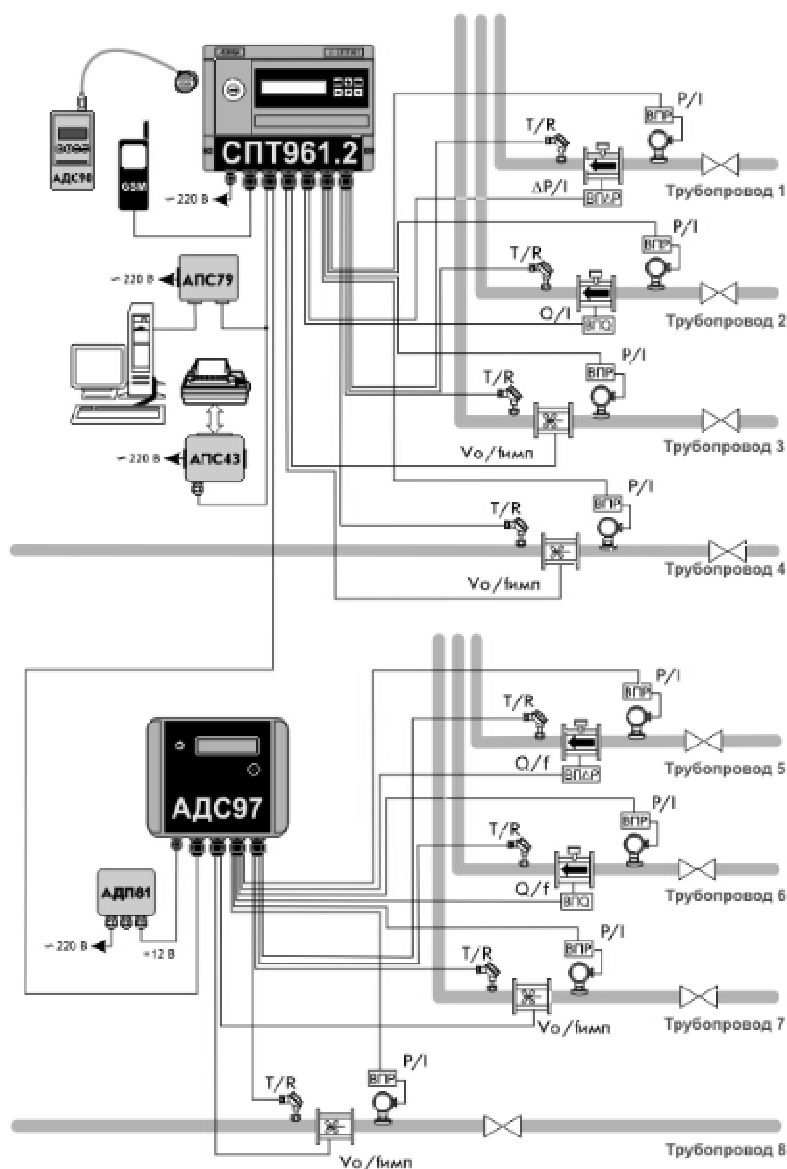 P/I
ВПР
T/R
СПТ961.2
АДС90
GSM
~ 220 В
Трубопровод 1
ΔP/I
ВПΔР
P/I
ВПР
T/R
~ 220 В
АПС79
Трубопровод 2
Q/I
ВПQ
P/I
ВПР
T/R
Трубопровод 3
~ 220 В
АПС43
Vo/fимп
P/I
ВПР
T/R
Трубопровод 4
Vo/fимп
P/I
ВПР
T/R
Трубопровод 5
Q/f
ВПΔР
АДС97
P/I
ВПР
T/R
Трубопровод 6
Q/f
ВПQ
АДП81
~ 220 В
+12 В
P/I
ВПР
T/R
Трубопровод 7
Vo/fимп
P/I
ВПР
T/R
Трубопровод 8
Vo/fимп